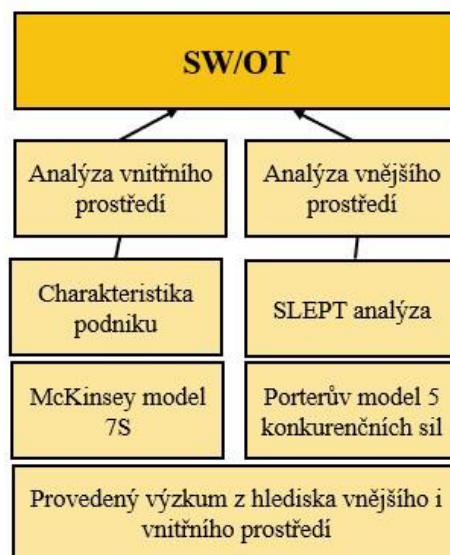 SW/OT
Analýza vnitřního
prostředí
Analýza vnějšího
prostředí
Charakteristika
podniku
SLEPT analýza
McKinsey model
7S
Porterův model 5
konkurenčních sil
Provedený výzkum z hlediska vnějšího i
vnitřního prostředí